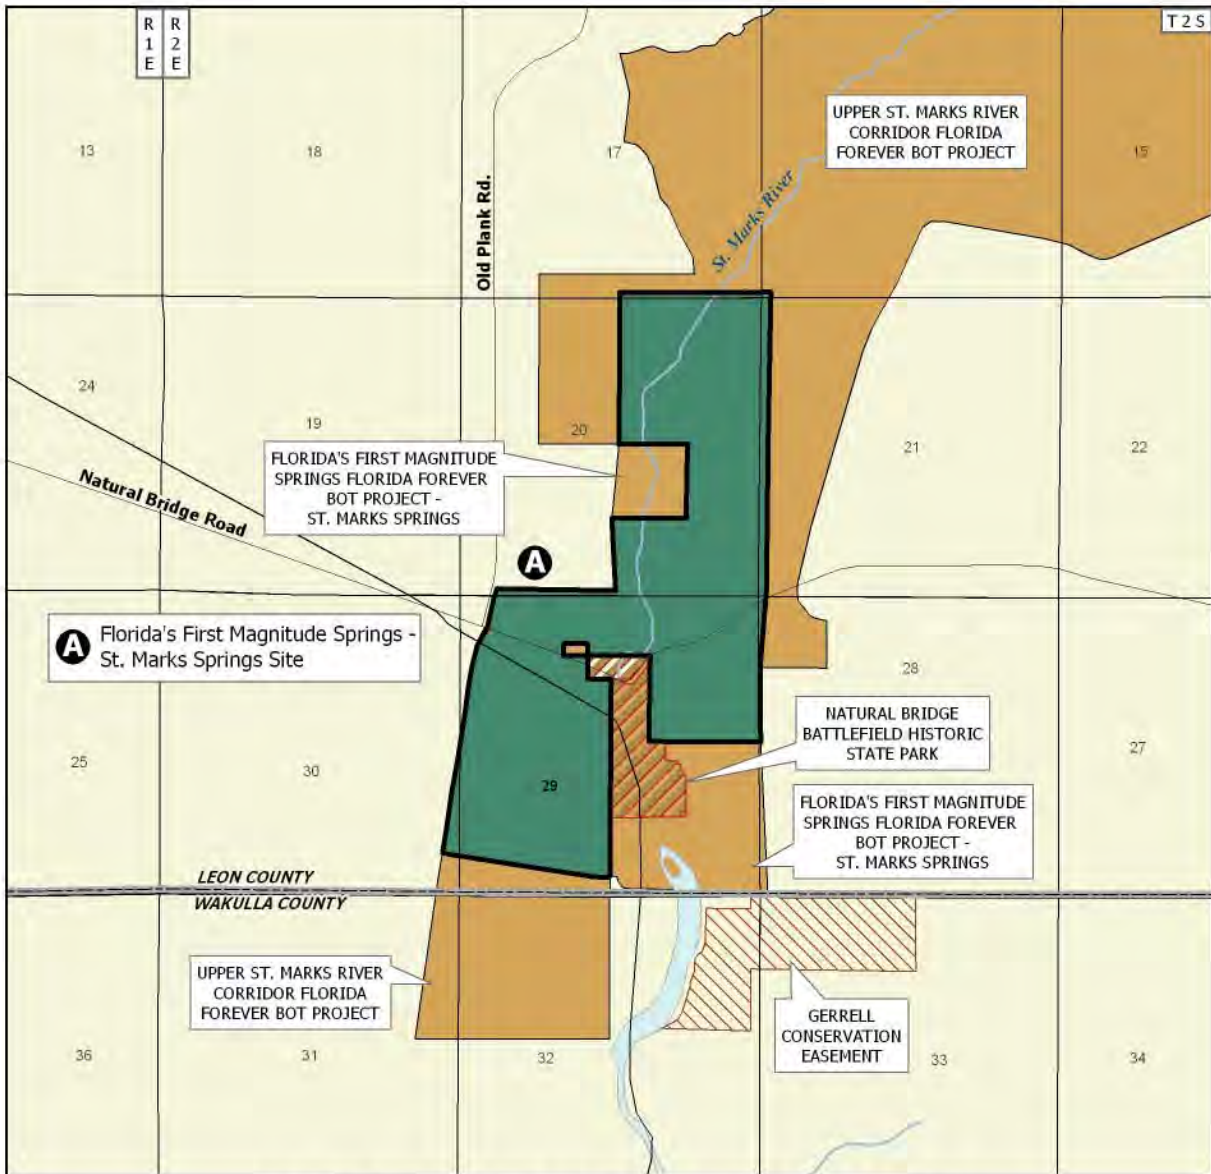 R R
1 2
E E
T 2 S
UPPER ST. MARKS RIVER
CORRIDOR FLORIDA
FOREVER BOT PROJECT
13
18
17
15
Old Plank Rd.
St. Marks River
24
19
20
21
22
FLORIDA'S FIRST MAGNITUDE
SPRINGS FLORIDA FOREVER
BOT PROJECT -
ST. MARKS SPRINGS
Natural Bridge Road
A
A Florida's First Magnitude Springs -
St. Marks Springs Site
28
NATURAL BRIDGE
BATTLEFIELD HISTORIC
STATE PARK
25
30
29
27
FLORIDA'S FIRST MAGNITUDE
SPRINGS FLORIDA FOREVER
BOT PROJECT -
ST. MARKS SPRINGS
LEON COUNTY
WAKULLA COUNTY
UPPER ST. MARKS RIVER
CORRIDOR FLORIDA
FOREVER BOT PROJECT
GERRELL
CONSERVATION
EASEMENT
36
31
32
33
34